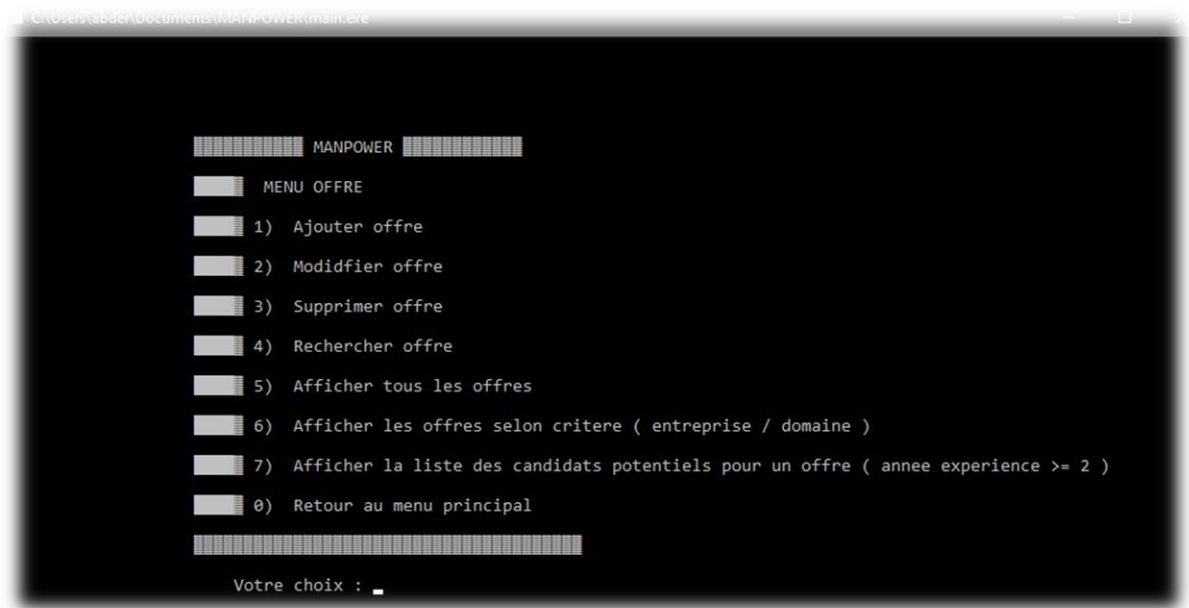 C:\Users\abder\Documents\MANPOWER\main.exe
MANPOWER
MENU OFFRE
1) Ajouter offre
2) Modidfier offre
3) Supprimer offre
4) Rechercher offre
5) Afficher tous les offres
6) Afficher les offres selon critere ( entreprise / domaine )
7) Afficher la liste des candidats potentiels pour un offre ( annee experience >= 2 )
0) Retour au menu principal
Votre choix :